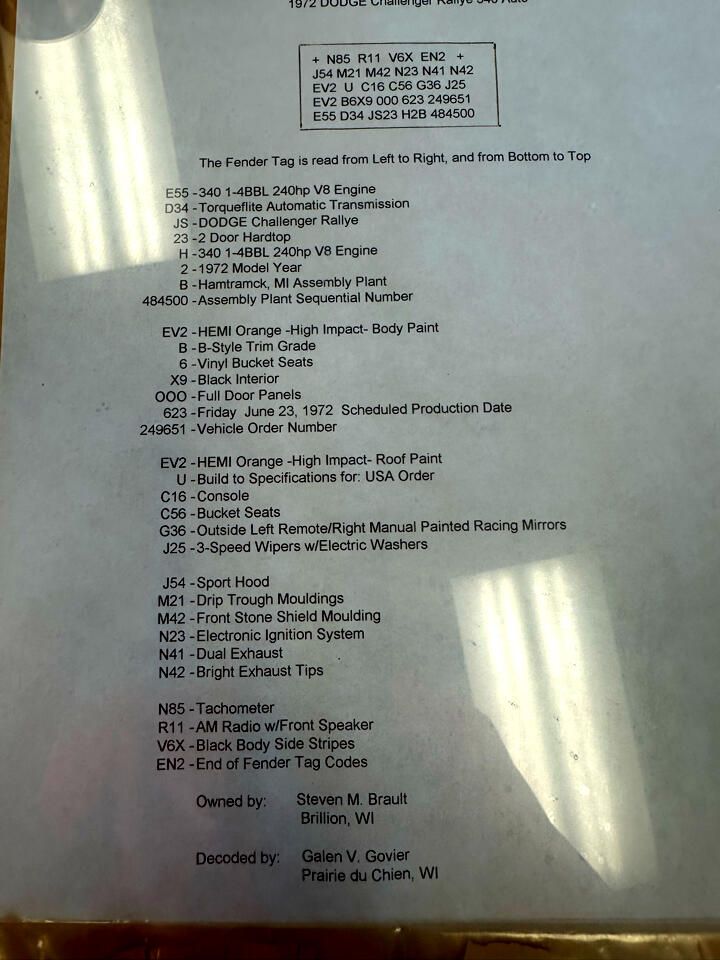 1972 DODGE Challenger Rallye 340 Auto
+ N85 R11 V6X EN2 +
J54 M21 M42 N23 N41 N42
EV2 U C16 C56 G36 J25
EV2 B6X9 000 623 249651
E55 D34 JS23 H2B 484500
The Fender Tag is read from Left to Right, and from Bottom to Top
E55 -340 1-4BBL 240hp V8 Engine
D34 -Torqueflite Automatic Transmission
JS -DODGE Challenger Rallye
23 -2 Door Hardtop
H -340 1-4BBL 240hp V8 Engine
2 -1972 Model Year
B -Hamtramck, MI Assembly Plant
484500 -Assembly Plant Sequential Number
EV2 -HEMI Orange -High Impact- Body Paint
B -B-Style Trim Grade
6 -Vinyl Bucket Seats
X9 -Black Interior
OOO -Full Door Panels
623 -Friday June 23, 1972 Scheduled Production Date
249651 -Vehicle Order Number
EV2 -HEMI Orange -High Impact- Roof Paint
U -Build to Specifications for: USA Order
C16 -Console
C56 -Bucket Seats
G36 -Outside Left Remote/Right Manual Painted Racing Mirrors
J25 -3-Speed Wipers w/Electric Washers
J54 -Sport Hood
M21 -Drip Trough Mouldings
M42 -Front Stone Shield Moulding
N23 -Electronic Ignition System
N41 -Dual Exhaust
N42 -Bright Exhaust Tips
N85 -Tachometer
R11 -AM Radio w/Front Speaker
V6X -Black Body Side Stripes
EN2 -End of Fender Tag Codes
Owned by: Steven M. Brault
Brillion, WI
Decoded by: Galen V. Govier
Prairie du Chien, WI